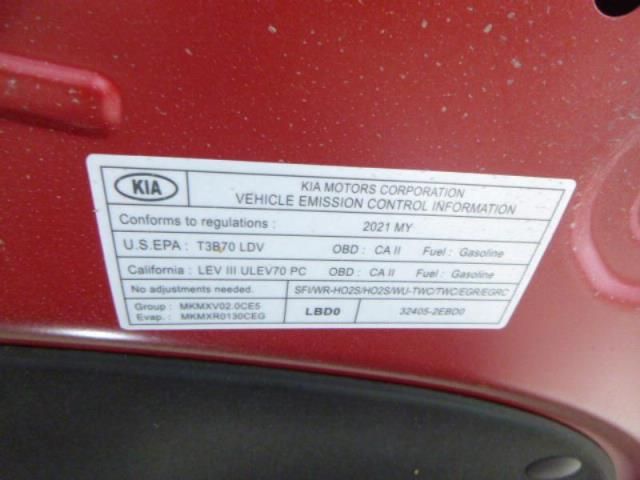 KIA
KIA MOTORS CORPORATION
VEHICLE EMISSION CONTROL INFORMATION
Conforms to regulations : 2021 MY
U.S.EPA : T3B70 LDV OBD : CA II Fuel : Gasoline
California : LEV III ULEV70 PC OBD : CA II Fuel : Gasoline
No adjustments needed. SFI/WR-HO2S/HO2S/WU-TWC/TWC/EGR/EGRC
Group : MKMXV02.0CE5
Evap. : MKMXR0130CEG
LBD0
32405-2EBD0